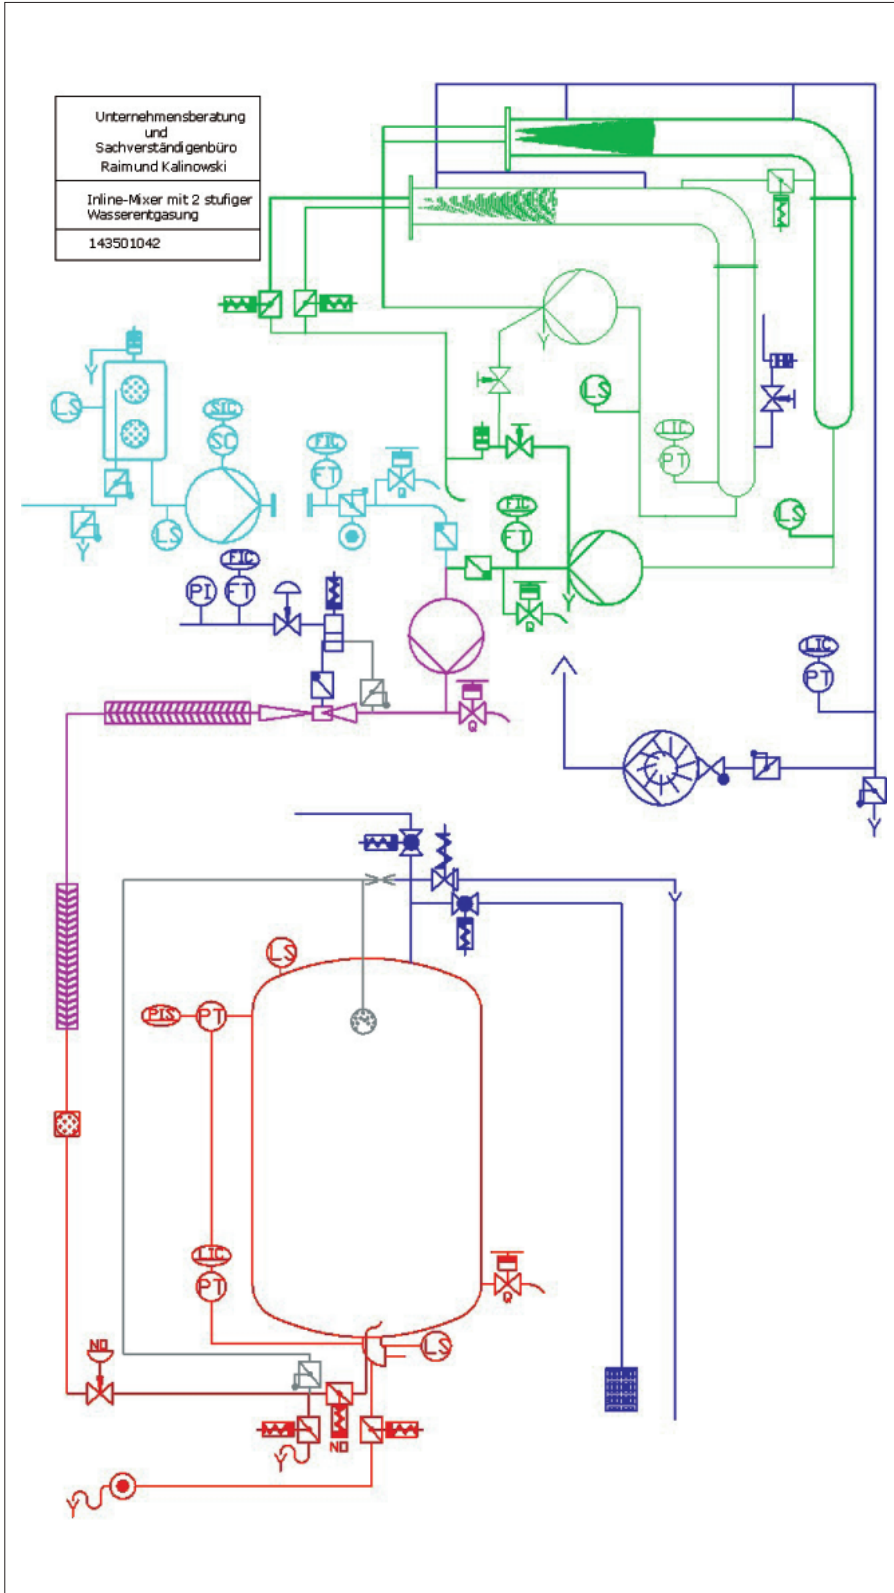 Unternehmensberatung
und
Sachverständigenbüro
Raimund Kalinowski
Inline-Mixer mit 2 stufiger
Wasserentgasung
143501042
LS
SIC
SC
LS
FIC
FT
Q
LS
LIC
PT
FIC
FT
LS
Q
PI
FIC
FT
Q
LIC
PT
LS
PIS
PT
LIC
PT
Q
LS
NO
NO